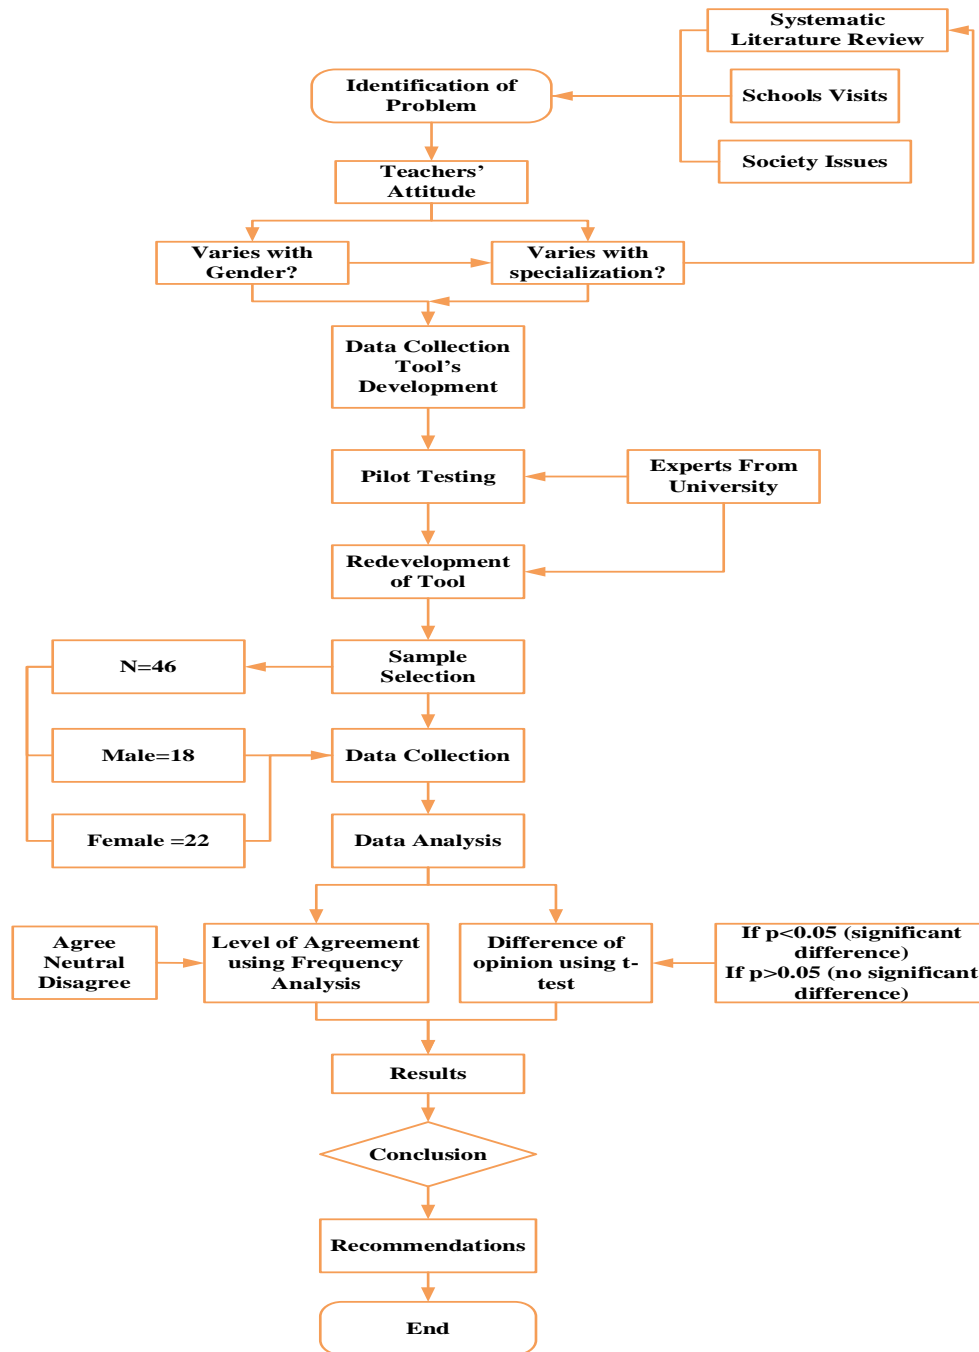 Systematic
Literature Review
Identification of
Problem
Schools Visits
Society Issues
Teachers'
Attitude
Varies with
Gender?
Varies with
specialization?
Data Collection
Tool's
Development
Pilot Testing
Experts From
University
Redevelopment
of Tool
N=46
Sample
Selection
Male=18
Data Collection
Female =22
Data Analysis
Agree
Neutral
Disagree
Level of Agreement
using Frequency
Analysis
Difference of
opinion using t-
test
If p<0.05 (significant
difference)
If p>0.05 (no significant
difference)
Results
Conclusion
Recommendations
End